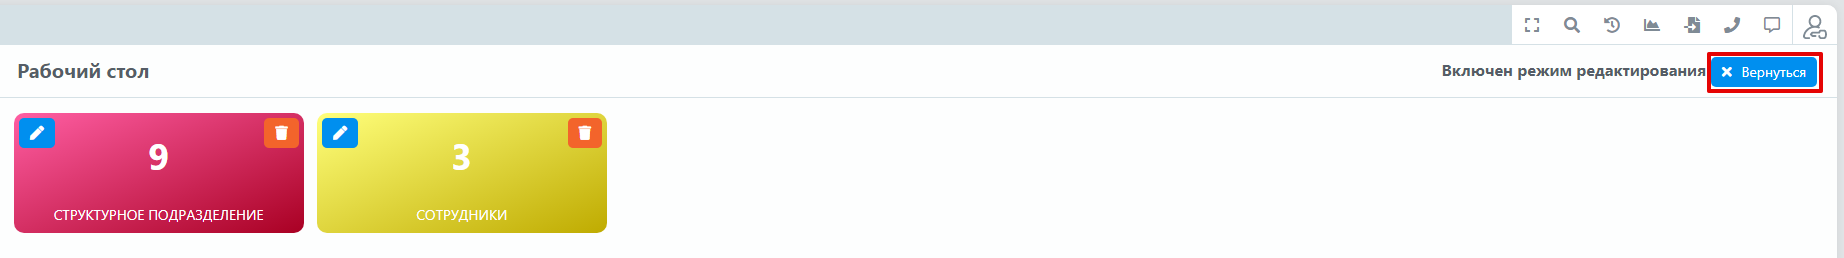 Рабочий стол
Включен режим редактирования
Вернуться
9
СТРУКТУРНОЕ ПОДРАЗДЕЛЕНИЕ
3
СОТРУДНИКИ